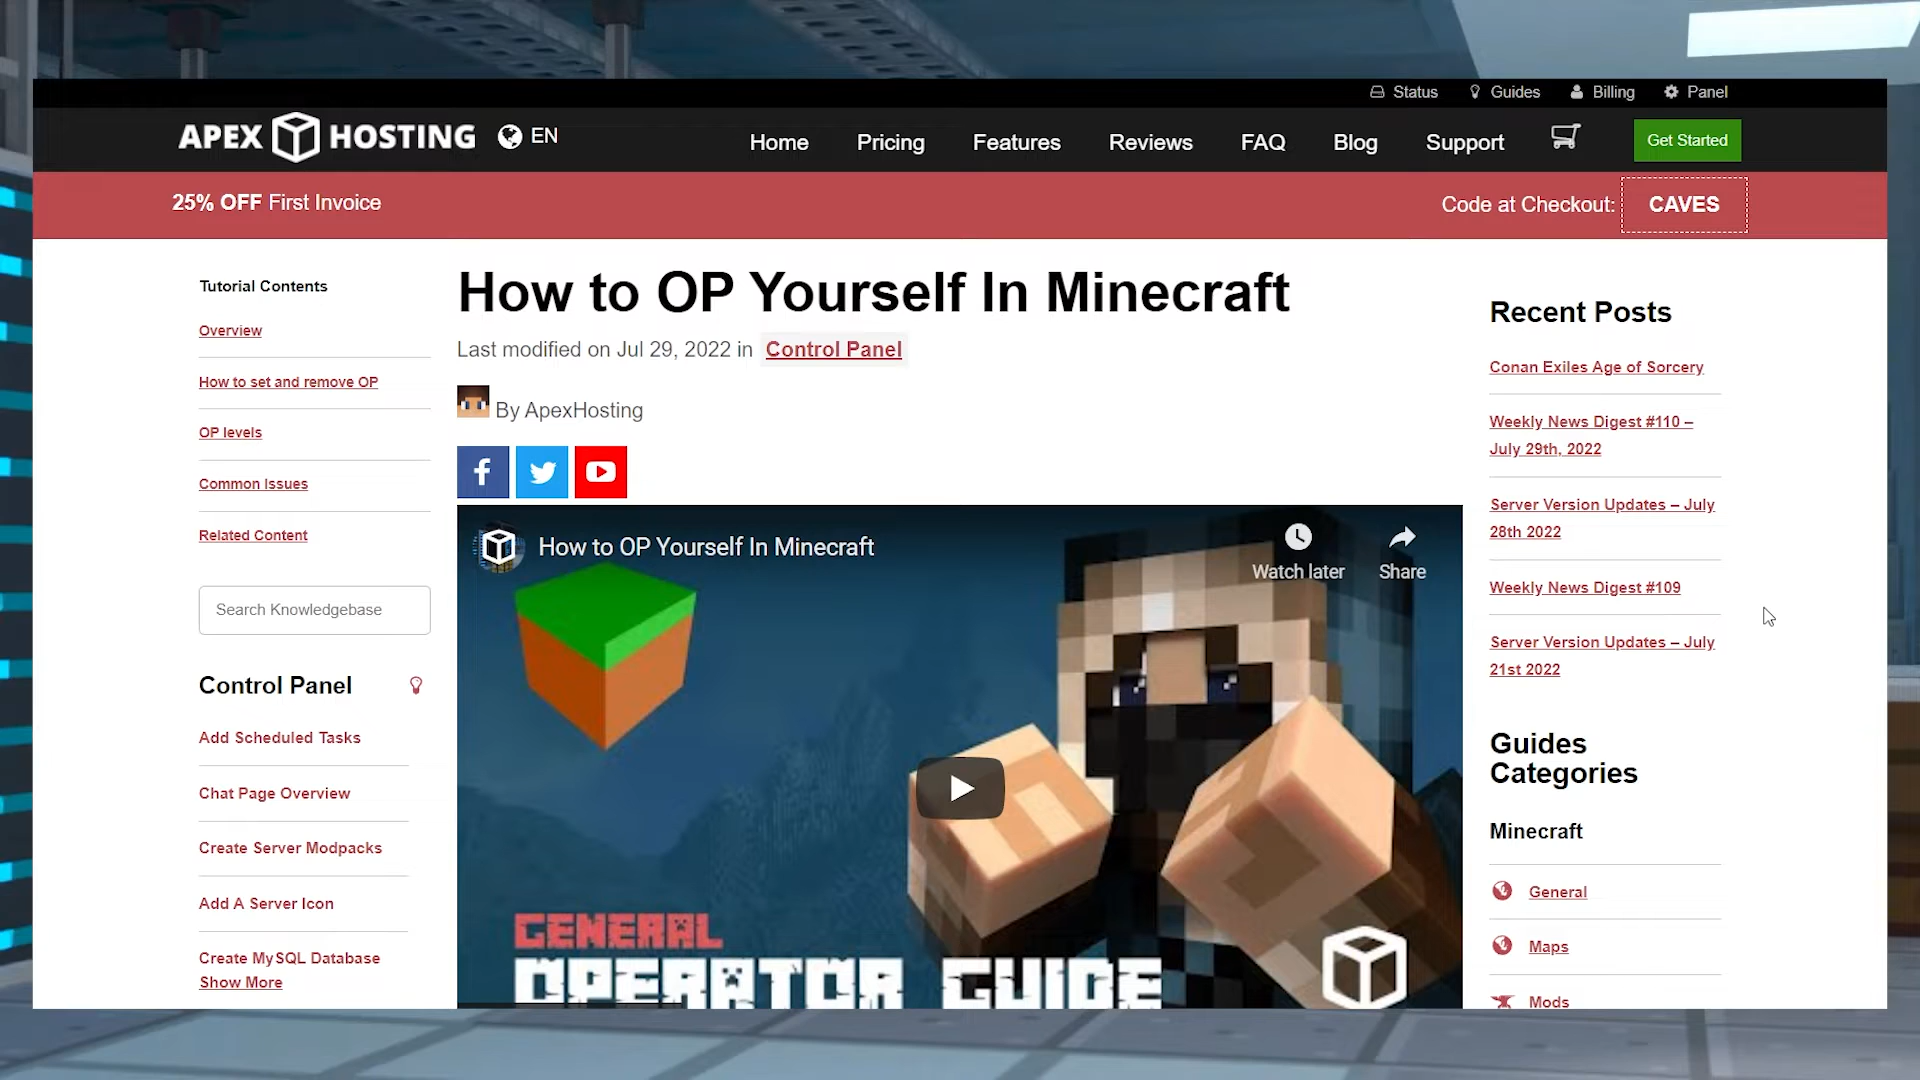 Status
Guides
Billing
Panel
APEX HOSTING
EN
Home
Pricing
Features
Reviews
FAQ
Blog
Support
Get Started
25% OFF First Invoice
Code at Checkout:
CAVES
Tutorial Contents
Overview
How to set and remove OP
OP levels
Common Issues
Related Content
Search Knowledgebase
Control Panel
Add Scheduled Tasks
Chat Page Overview
Create Server Modpacks
Add A Server Icon
Create MySQL Database
Show More
How to OP Yourself In Minecraft
Last modified on Jul 29, 2022 in Control Panel
By ApexHosting
How to OP Yourself In Minecraft
Watch later
Share
GENERAL
OPERATOR GUIDE
Recent Posts
Conan Exiles Age of Sorcery
Weekly News Digest #110 –
July 29th, 2022
Server Version Updates – July
28th 2022
Weekly News Digest #109
Server Version Updates – July
21st 2022
Guides
Categories
Minecraft
General
Maps
Mods